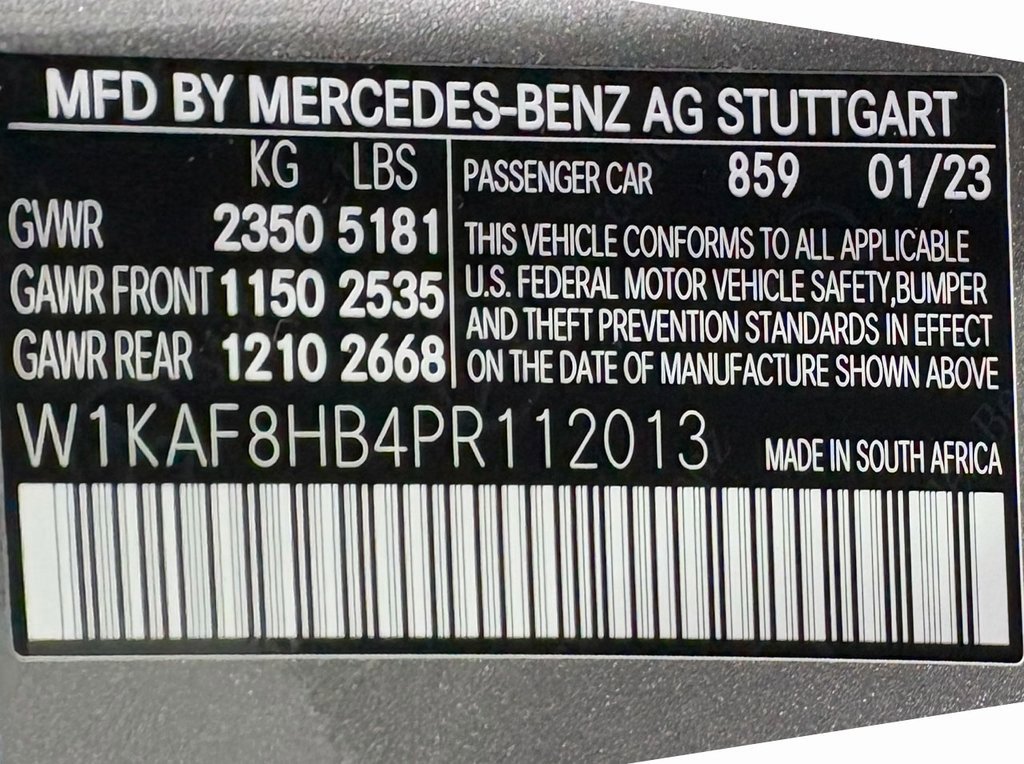 MFD BY MERCEDES-BENZ AG STUTTGART
KG LBS
GVWR 2350 5181
GAWR FRONT 1150 2535
GAWR REAR 1210 2668
PASSENGER CAR 859 01/23
THIS VEHICLE CONFORMS TO ALL APPLICABLE
U.S. FEDERAL MOTOR VEHICLE SAFETY,BUMPER
AND THEFT PREVENTION STANDARDS IN EFFECT
ON THE DATE OF MANUFACTURE SHOWN ABOVE
W1KAF8HB4PR112013
MADE IN SOUTH AFRICA